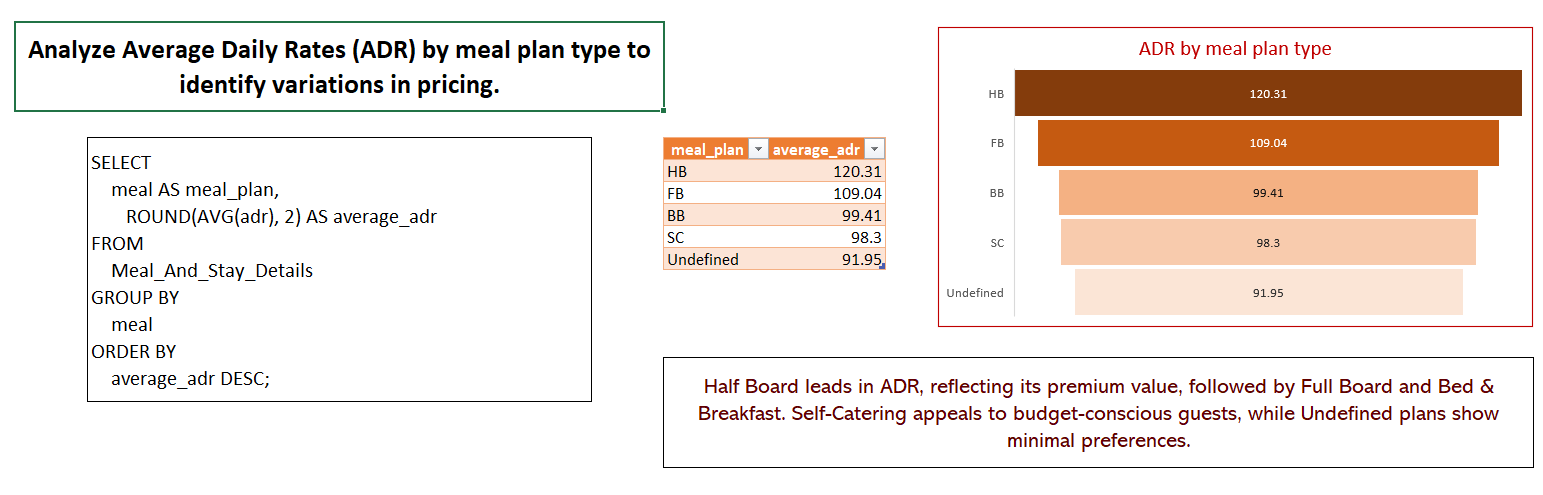 Analyze Average Daily Rates (ADR) by meal plan type to
identify variations in pricing.
SELECT
meal AS meal_plan,
ROUND(AVG(adr), 2) AS average_adr
FROM
Meal_And_Stay_Details
GROUP BY
meal
ORDER BY
average_adr DESC;
meal_plan average_adr
HB 120.31
FB 109.04
BB 99.41
SC 98.3
Undefined 91.95
ADR by meal plan type
HB 120.31
FB 109.04
BB 99.41
SC 98.3
Undefined 91.95
Half Board leads in ADR, reflecting its premium value, followed by Full Board and Bed &
Breakfast. Self-Catering appeals to budget-conscious guests, while Undefined plans show
minimal preferences.